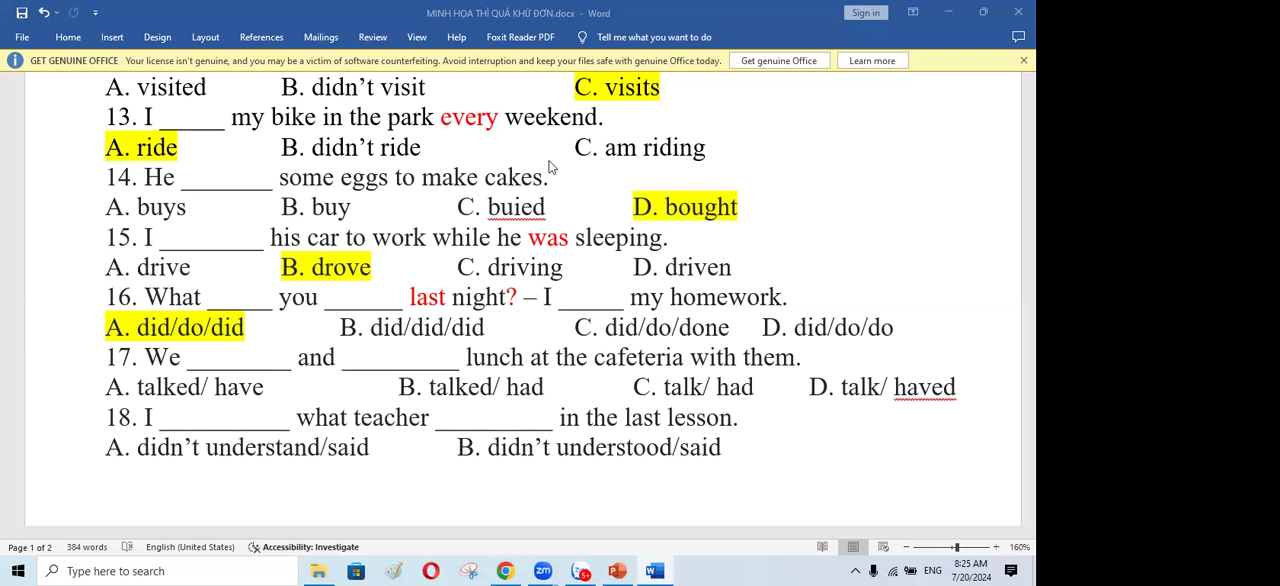 MINH HỌA THÌ QUÁ KHỨ ĐƠN.docx - Word
Sign in
File Home Insert Design Layout References Mailings Review View Help Foxit Reader PDF Tell me what you want to do
GET GENUINE OFFICE Your license isn't genuine, and you may be a victim of software counterfeiting. Avoid interruption and keep your files safe with genuine Office today. Get genuine Office Learn more
A. visited B. didn't visit C. visits
13. I _____ my bike in the park every weekend.
A. ride B. didn't ride C. am riding
14. He _______ some eggs to make cakes.
A. buys B. buy C. buied D. bought
15. I ________ his car to work while he was sleeping.
A. drive B. drove C. driving D. driven
16. What _____ you ______ last night? – I _____ my homework.
A. did/do/did B. did/did/did C. did/do/done D. did/do/do
17. We ________ and _________ lunch at the cafeteria with them.
A. talked/ have B. talked/ had C. talk/ had D. talk/ haved
18. I __________ what teacher _________ in the last lesson.
A. didn't understand/said B. didn't understood/said
Page 1 of 2 384 words English (United States) Accessibility: Investigate 160%
Type here to search zm 5+ ENG 8:25 AM
7/20/2024